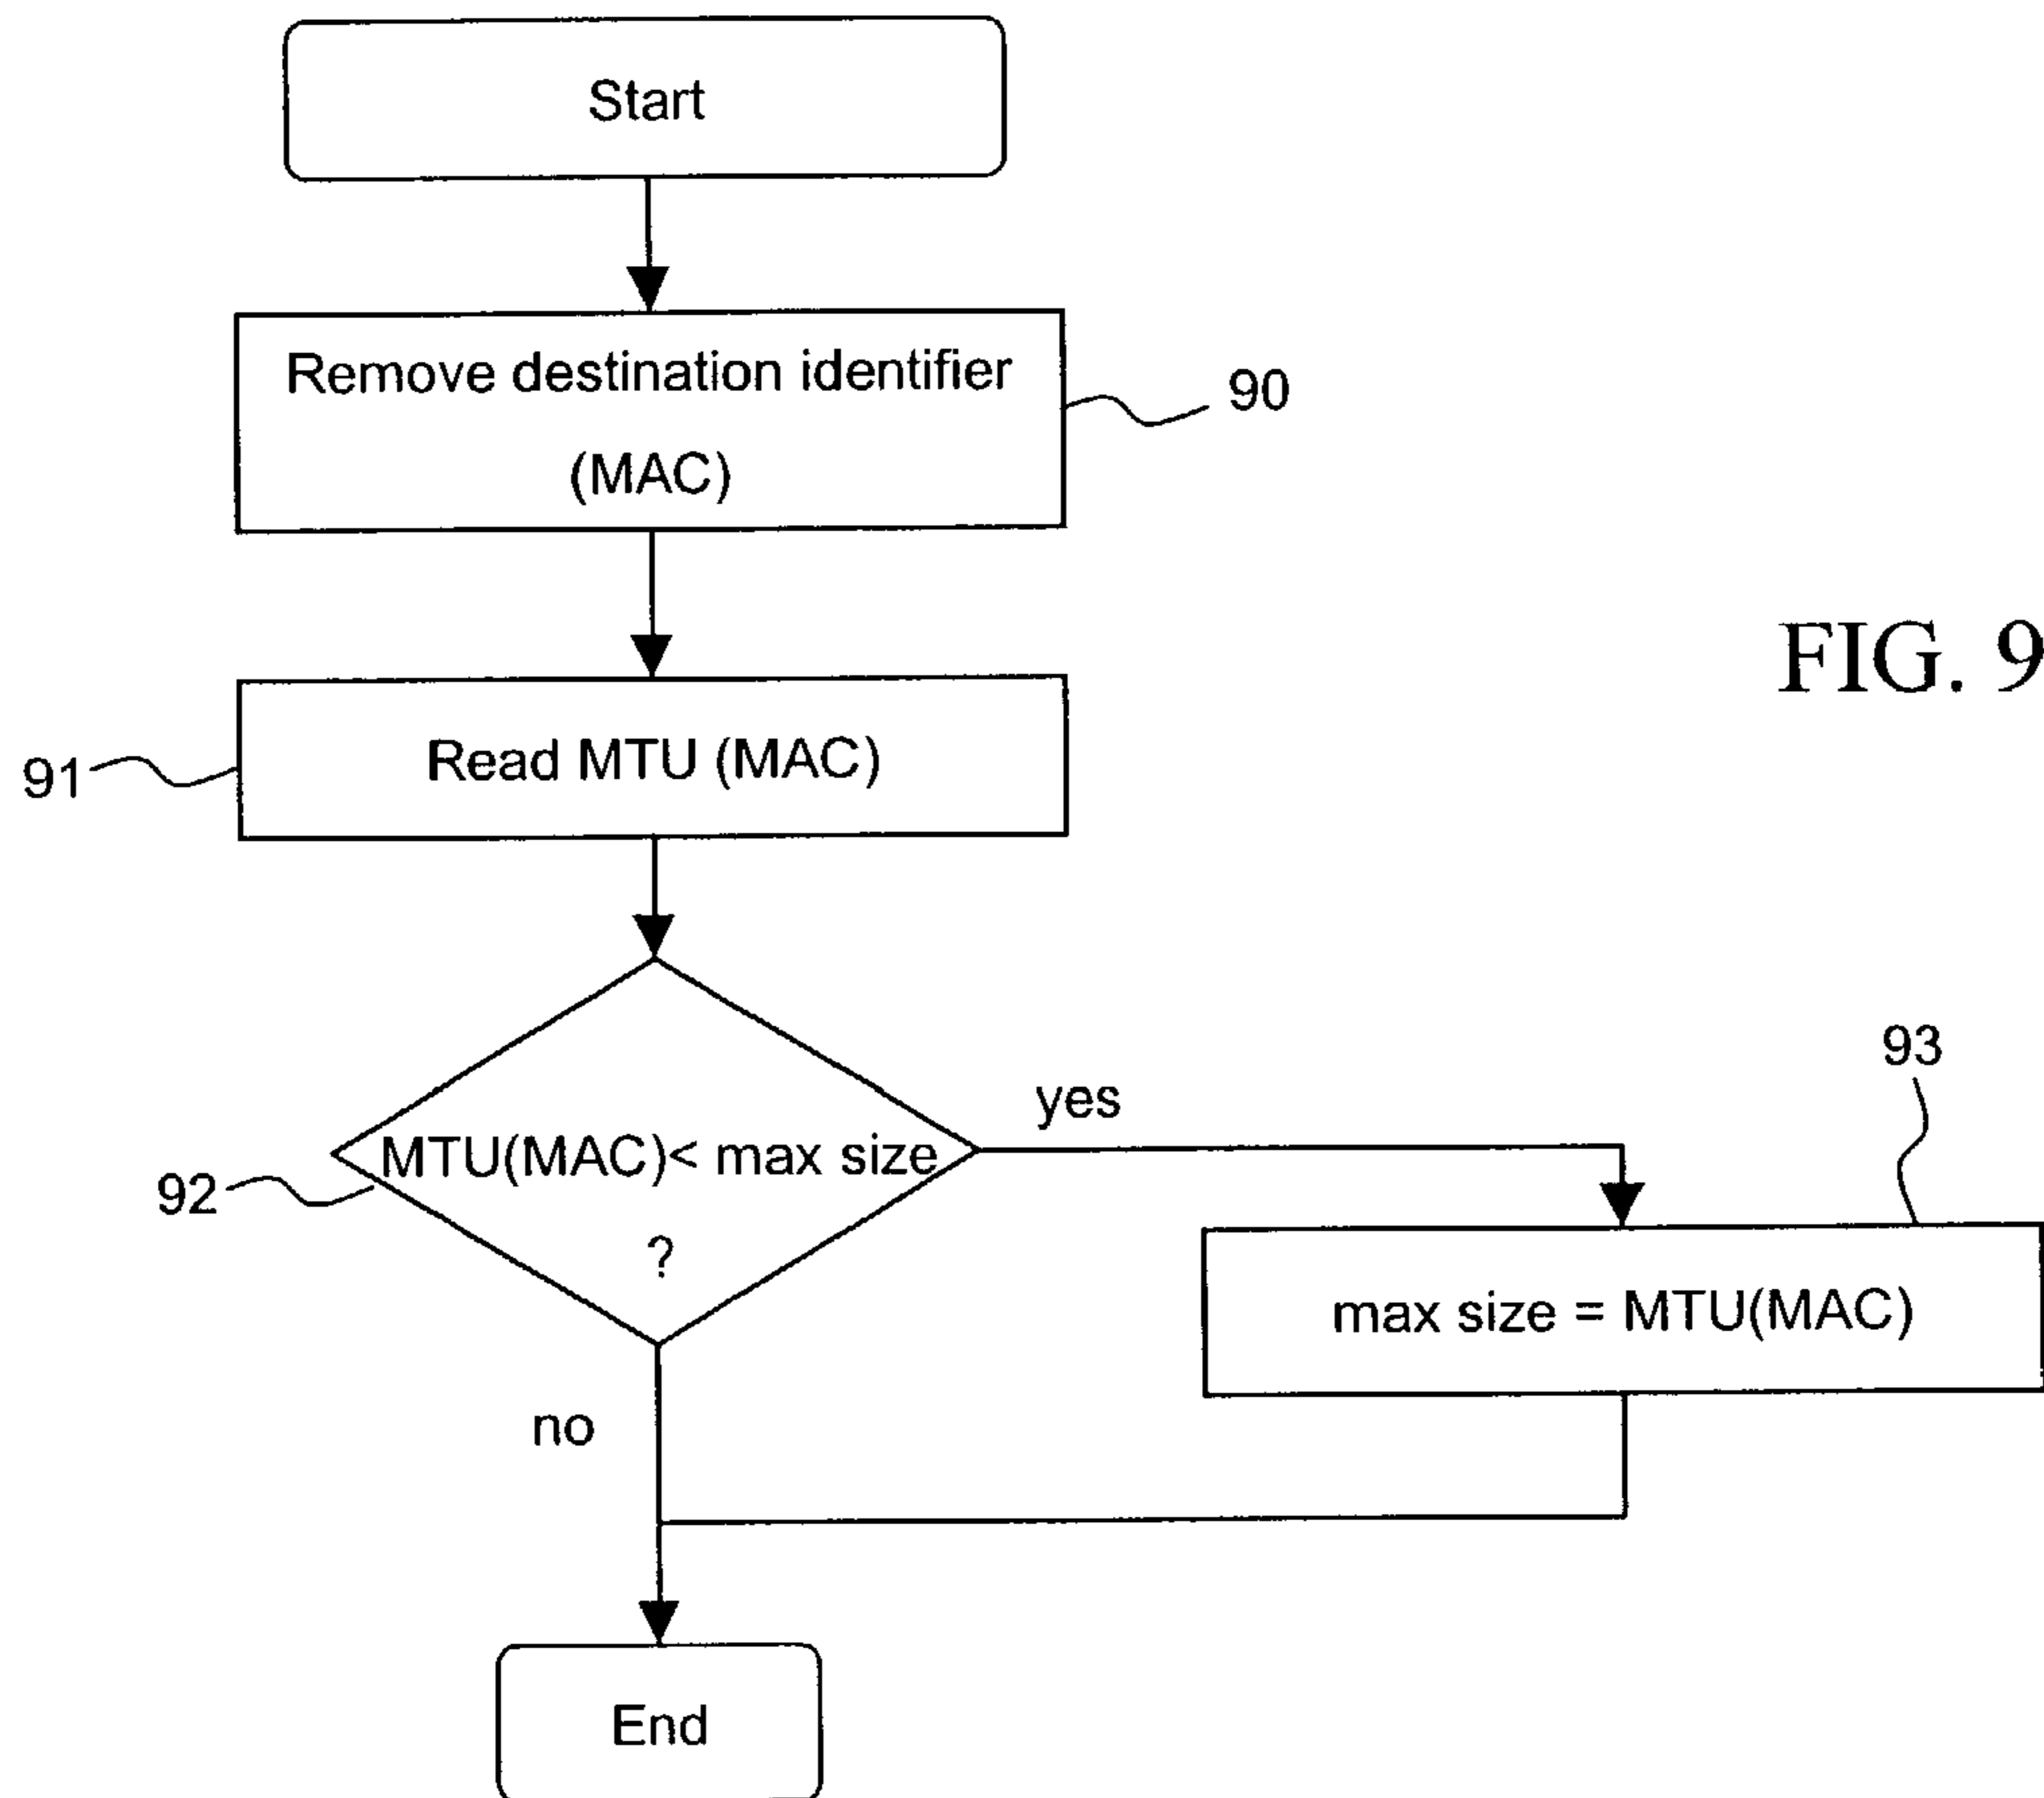 Start
Remove destination identifier
(MAC)
90
FIG. 9
Read MTU (MAC)
91
yes
93
MTU(MAC)< max size
?
92
max size = MTU(MAC)
no
End